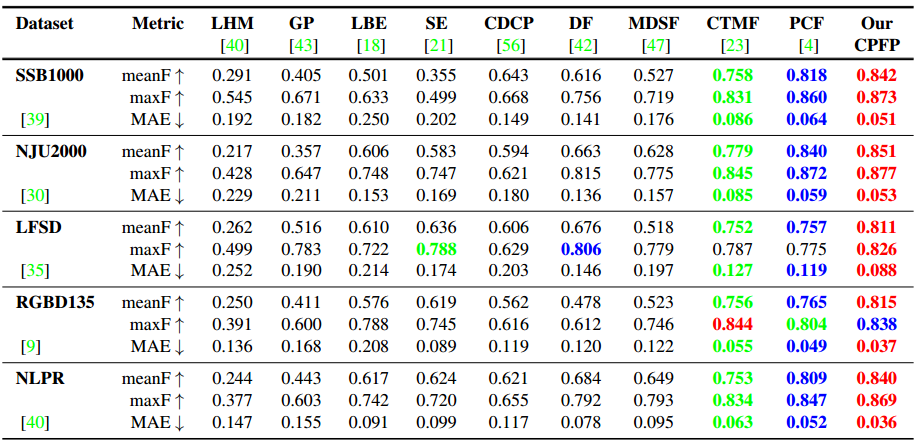 Dataset Metric LHM GP LBE SE CDCP DF MDSF CTMF PCF Our
[40] [43] [18] [21] [56] [42] [47] [23] [4] CPFP
SSB1000 meanF ↑ 0.291 0.405 0.501 0.355 0.643 0.616 0.527 0.758 0.818 0.842
maxF ↑ 0.545 0.671 0.633 0.499 0.668 0.756 0.719 0.831 0.860 0.873
[39] MAE ↓ 0.192 0.182 0.250 0.202 0.149 0.141 0.176 0.086 0.064 0.051
NJU2000 meanF ↑ 0.217 0.357 0.606 0.583 0.594 0.663 0.628 0.779 0.840 0.851
maxF ↑ 0.428 0.647 0.748 0.747 0.621 0.815 0.775 0.845 0.872 0.877
[30] MAE ↓ 0.229 0.211 0.153 0.169 0.180 0.136 0.157 0.085 0.059 0.053
LFSD meanF ↑ 0.262 0.516 0.610 0.636 0.606 0.676 0.518 0.752 0.757 0.811
maxF ↑ 0.499 0.783 0.722 0.788 0.629 0.806 0.779 0.787 0.775 0.826
[35] MAE ↓ 0.252 0.190 0.214 0.174 0.203 0.146 0.197 0.127 0.119 0.088
RGBD135 meanF ↑ 0.250 0.411 0.576 0.619 0.562 0.478 0.523 0.756 0.765 0.815
maxF ↑ 0.391 0.600 0.788 0.745 0.616 0.612 0.746 0.844 0.804 0.838
[9] MAE ↓ 0.136 0.168 0.208 0.089 0.119 0.120 0.122 0.055 0.049 0.037
NLPR meanF ↑ 0.244 0.443 0.617 0.624 0.621 0.684 0.649 0.753 0.809 0.840
maxF ↑ 0.377 0.603 0.742 0.720 0.655 0.792 0.793 0.834 0.847 0.869
[40] MAE ↓ 0.147 0.155 0.091 0.099 0.117 0.078 0.095 0.063 0.052 0.036